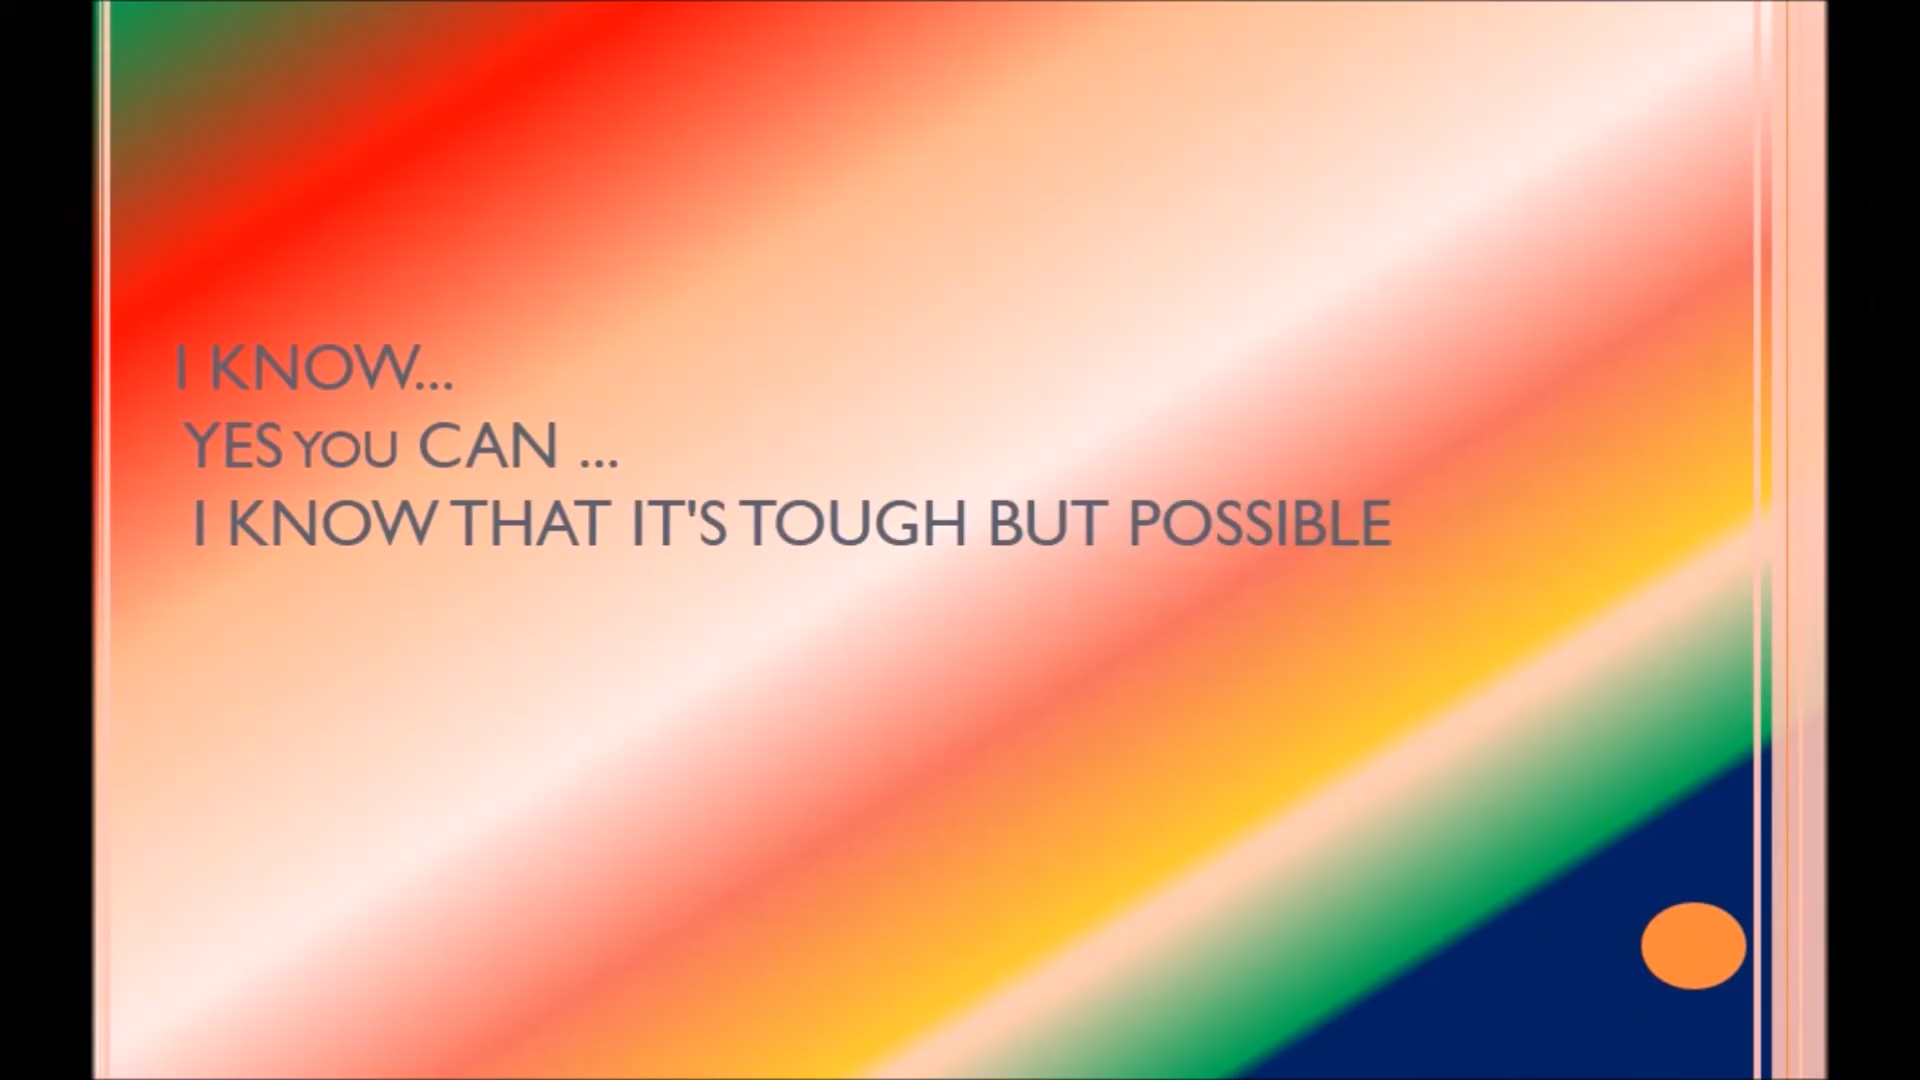 I KNOW...
YES YOU CAN ...
I KNOW THAT IT'S TOUGH BUT POSSIBLE